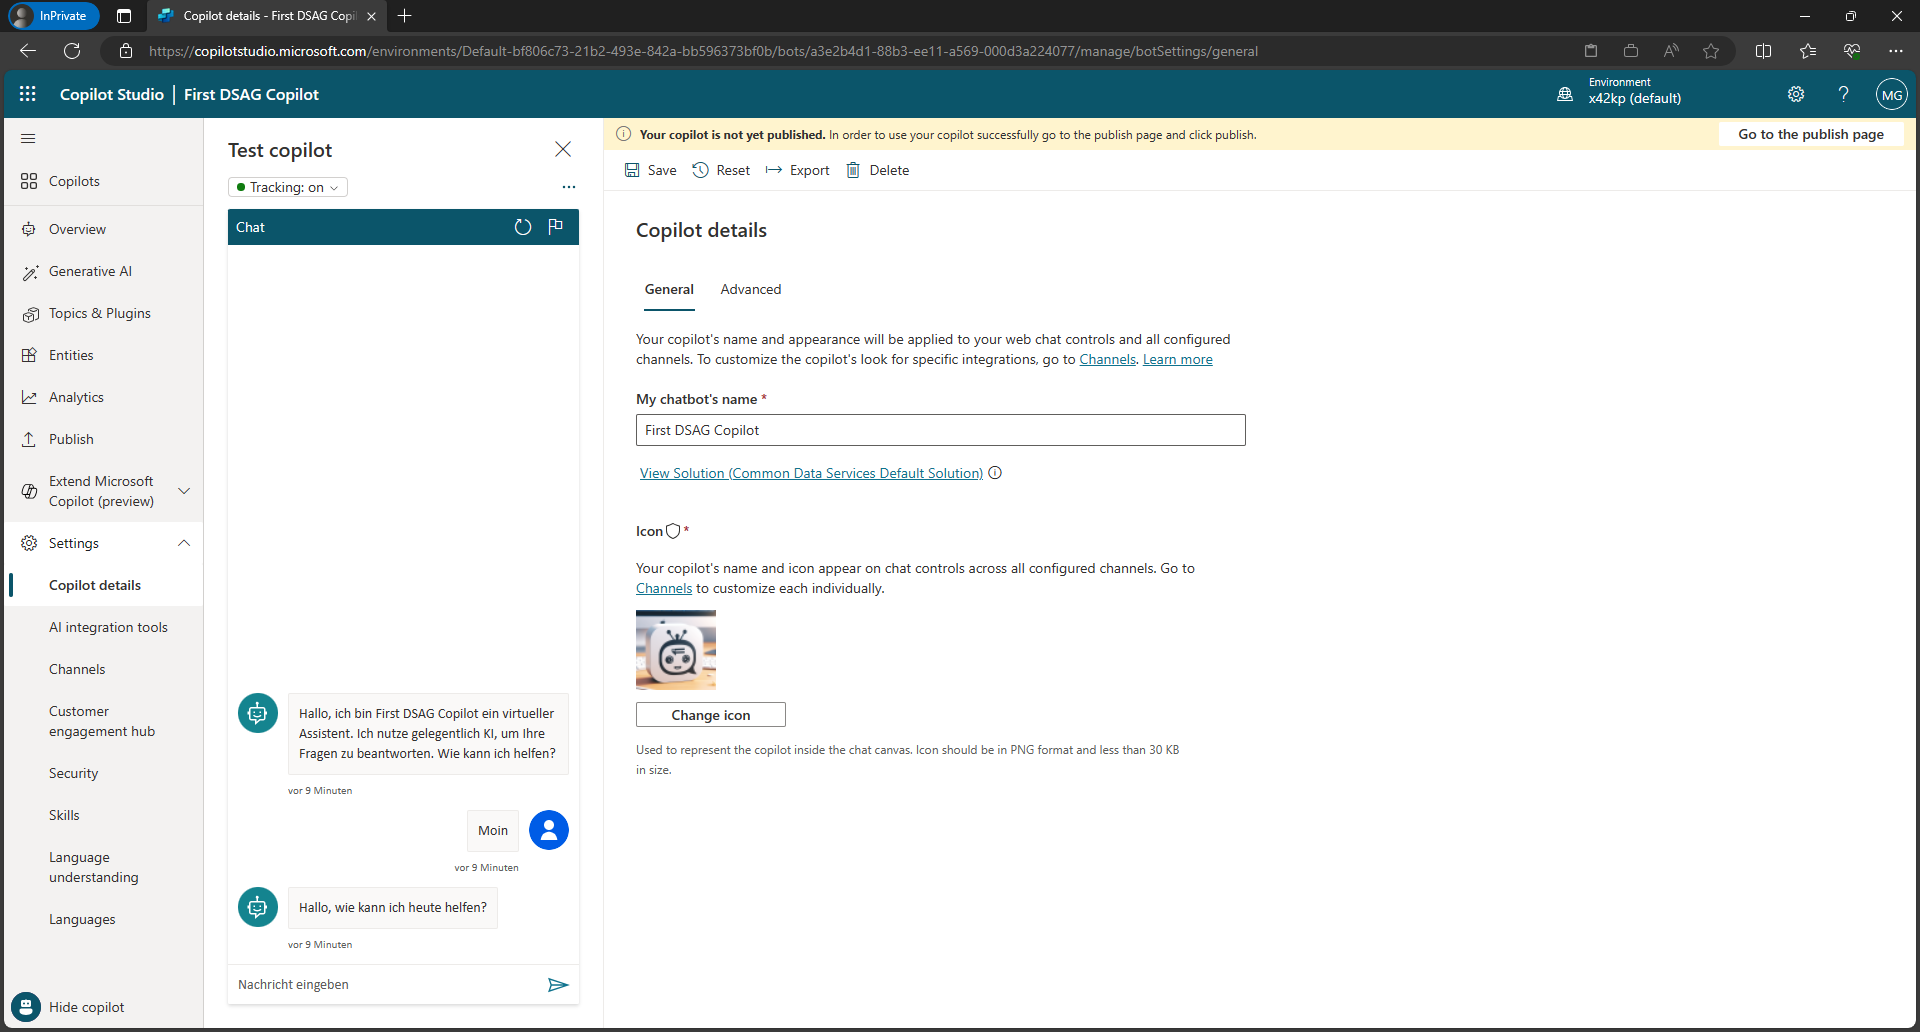 InPrivate
Copilot details - First DSAG Copil
https://copilotstudio.microsoft.com/environments/Default-bf806c73-21b2-493e-842a-bb596373bf0b/bots/a3e2b4d1-88b3-ee11-a569-000d3a224077/manage/botSettings/general
Copilot Studio | First DSAG Copilot
Environment
x42kp (default)
?
MG
Copilots
Overview
Generative AI
Topics & Plugins
Entities
Analytics
Publish
Extend Microsoft
Copilot (preview)
Settings
Copilot details
AI integration tools
Channels
Customer
engagement hub
Security
Skills
Language
understanding
Languages
Hide copilot
Test copilot
Tracking: on
Chat
Hallo, ich bin First DSAG Copilot ein virtueller
Assistent. Ich nutze gelegentlich KI, um Ihre
Fragen zu beantworten. Wie kann ich helfen?
vor 9 Minuten
Moin
vor 9 Minuten
Hallo, wie kann ich heute helfen?
vor 9 Minuten
Nachricht eingeben
Your copilot is not yet published. In order to use your copilot successfully go to the publish page and click publish.
Go to the publish page
Save
Reset
Export
Delete
Copilot details
General
Advanced
Your copilot's name and appearance will be applied to your web chat controls and all configured
channels. To customize the copilot's look for specific integrations, go to Channels. Learn more
My chatbot's name *
First DSAG Copilot
View Solution (Common Data Services Default Solution)
Icon *
Your copilot's name and icon appear on chat controls across all configured channels. Go to
Channels to customize each individually.
Change icon
Used to represent the copilot inside the chat canvas. Icon should be in PNG format and less than 30 KB
in size.